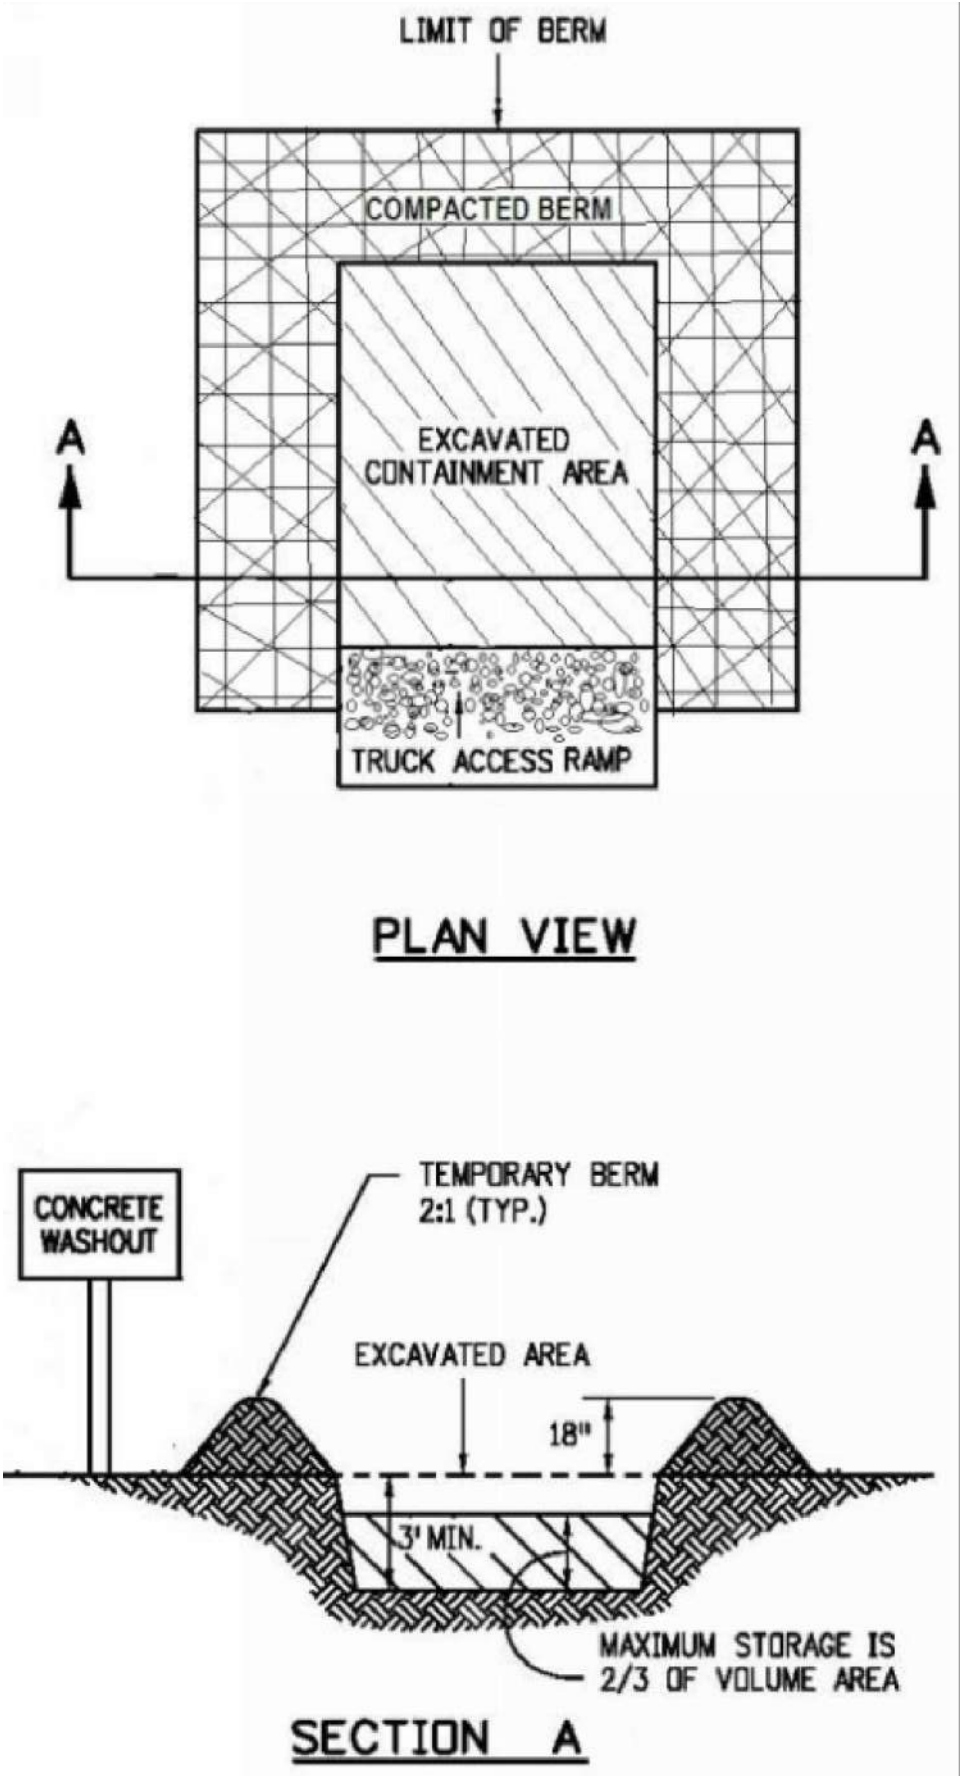 LIMIT OF BERM
COMPACTED BERM
A
A
EXCAVATED
CONTAINMENT AREA
TRUCK ACCESS RAMP
PLAN VIEW
CONCRETE
WASHOUT
TEMPORARY BERM
2:1 (TYP.)
EXCAVATED AREA
18"
3' MIN.
MAXIMUM STORAGE IS
2/3 OF VOLUME AREA
SECTION A